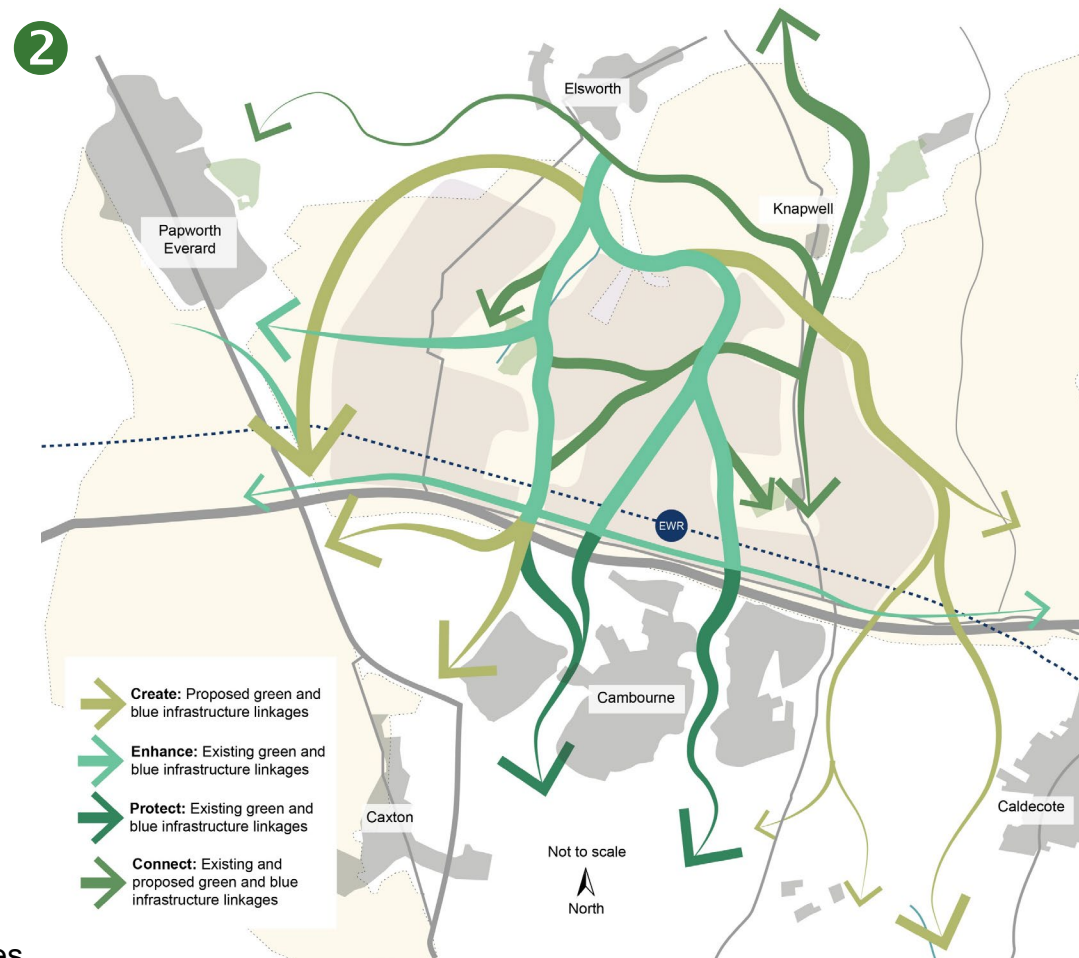 2
Elsworth
Knapwell
Papworth
Everard
EWR
Cambourne
Caxton
Caldecote
Create: Proposed green and
blue infrastructure linkages
Enhance: Existing green and
blue infrastructure linkages
Protect: Existing green and
blue infrastructure linkages
Connect: Existing and
proposed green and blue
infrastructure linkages
Not to scale
North